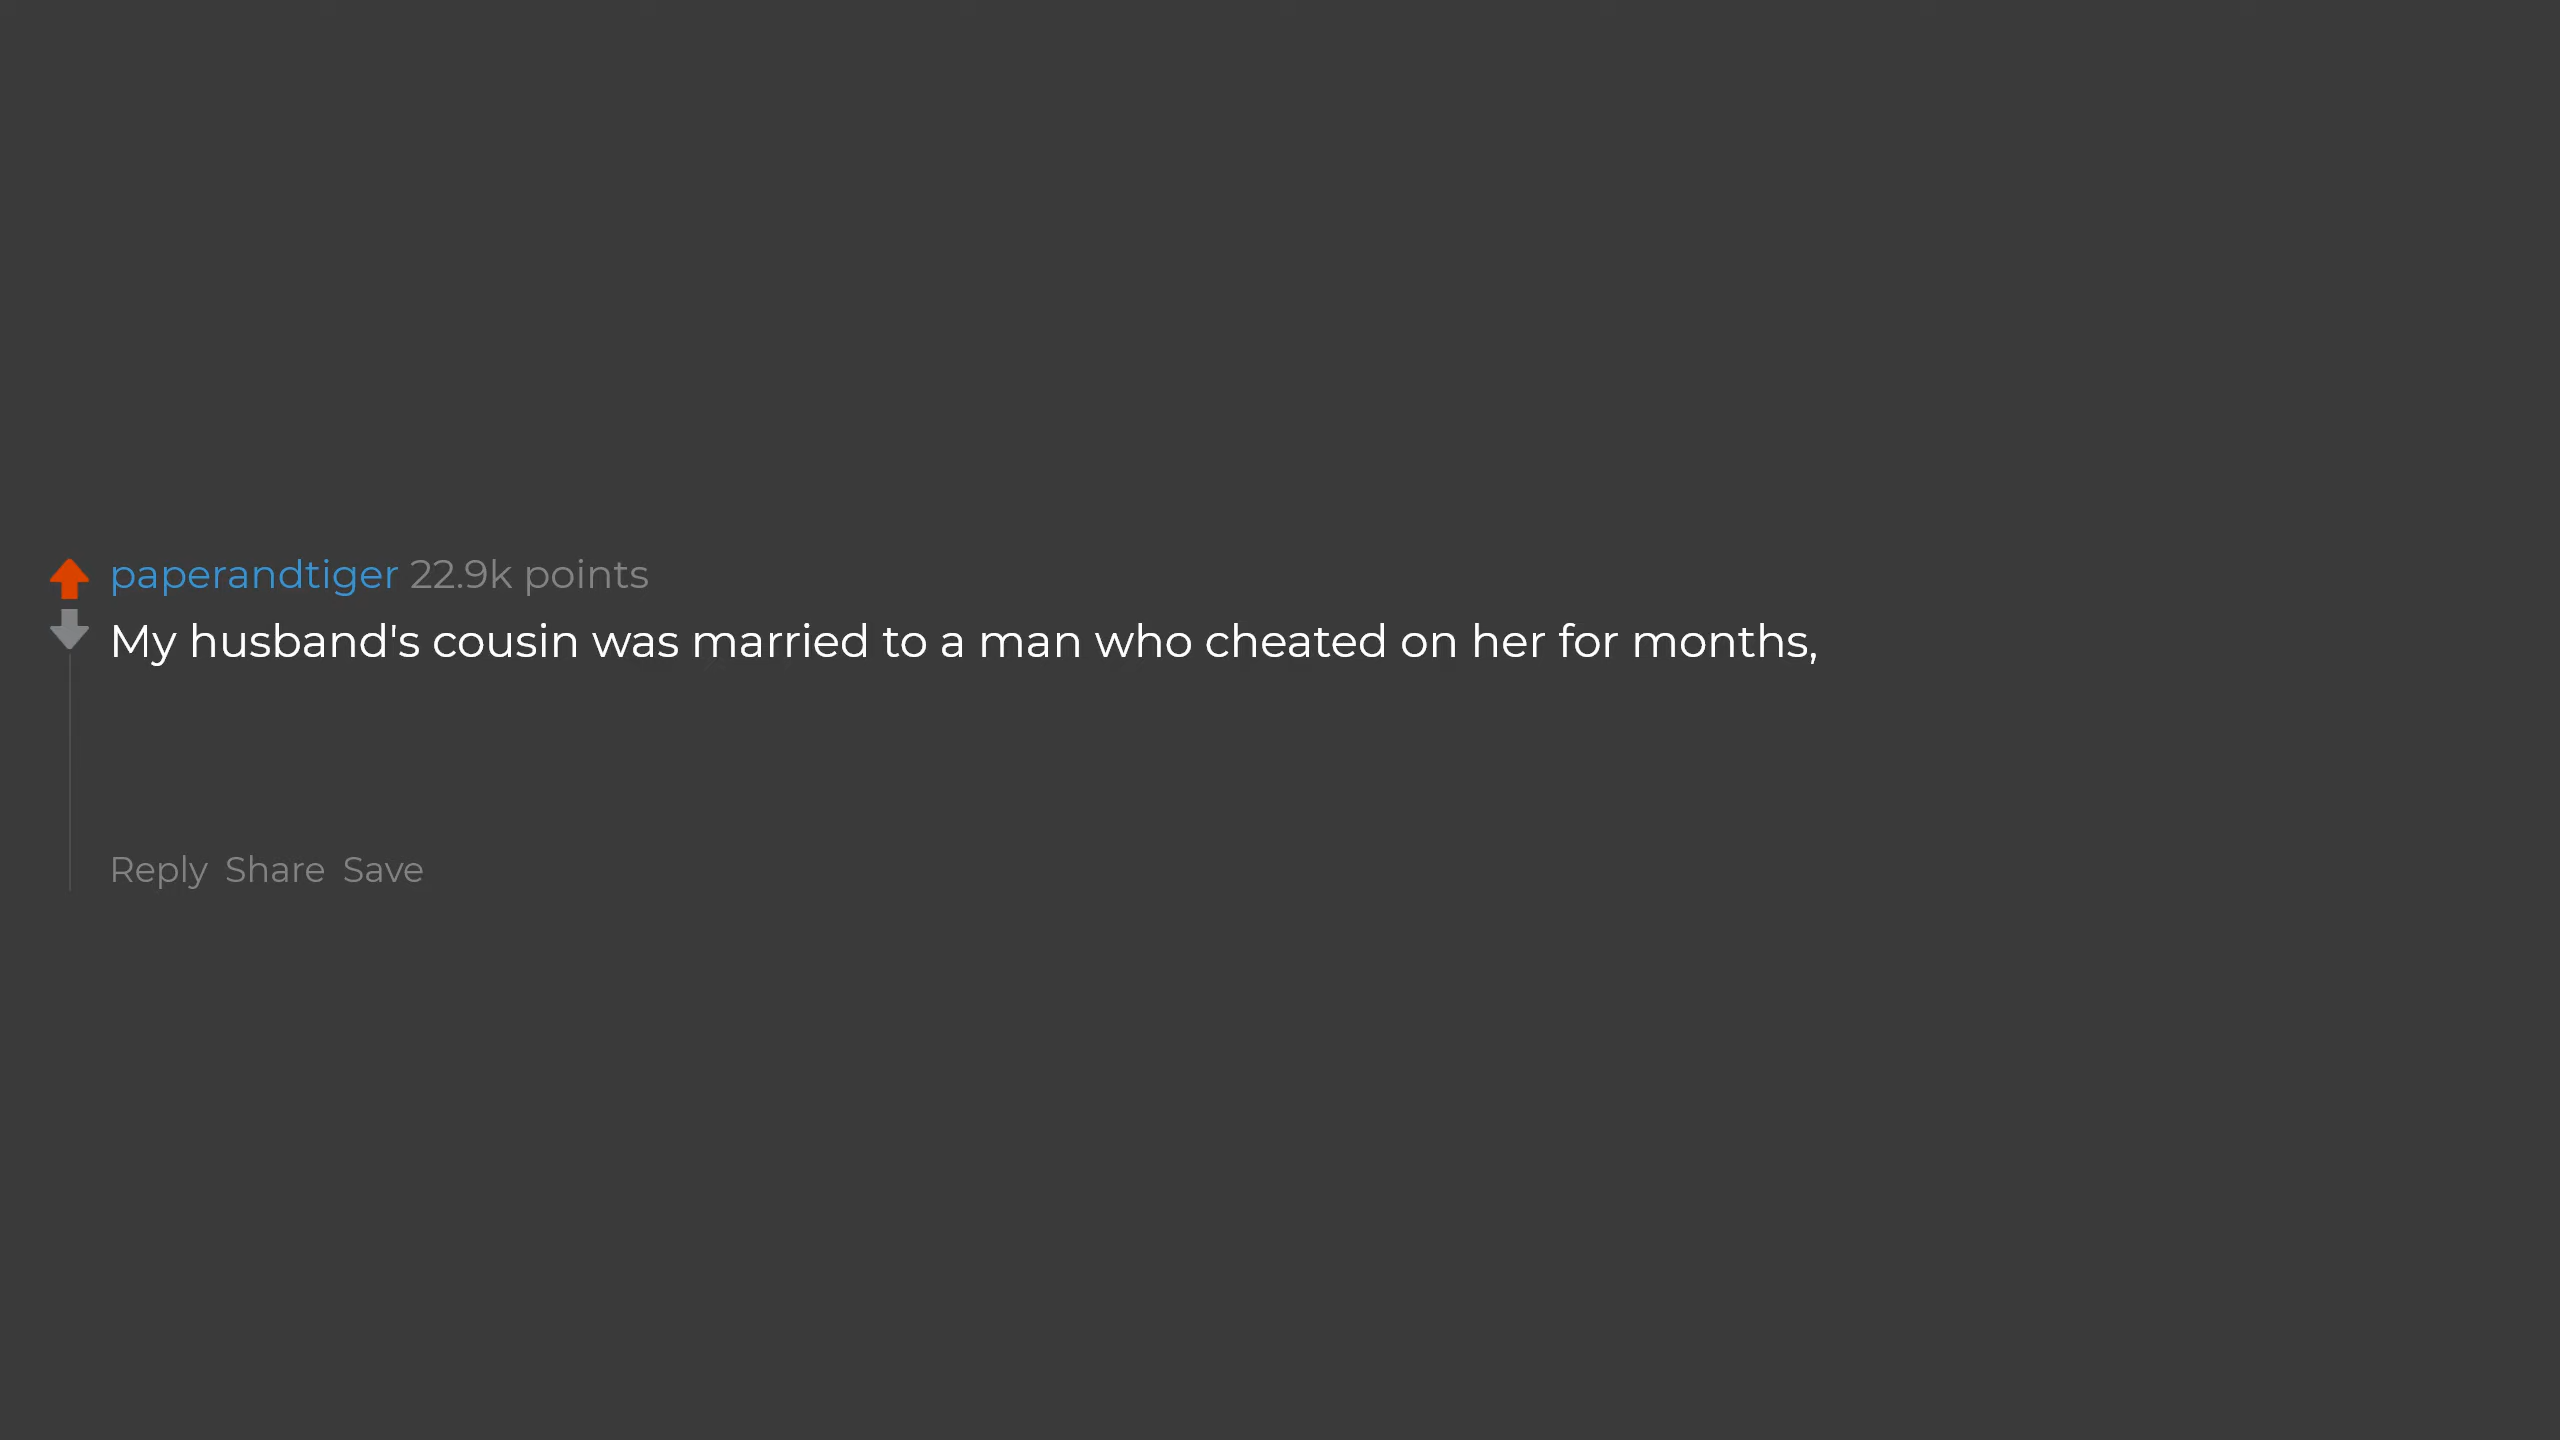 paperandtiger 22.9k points
My husband's cousin was married to a man who cheated on her for months,
Reply Share Save